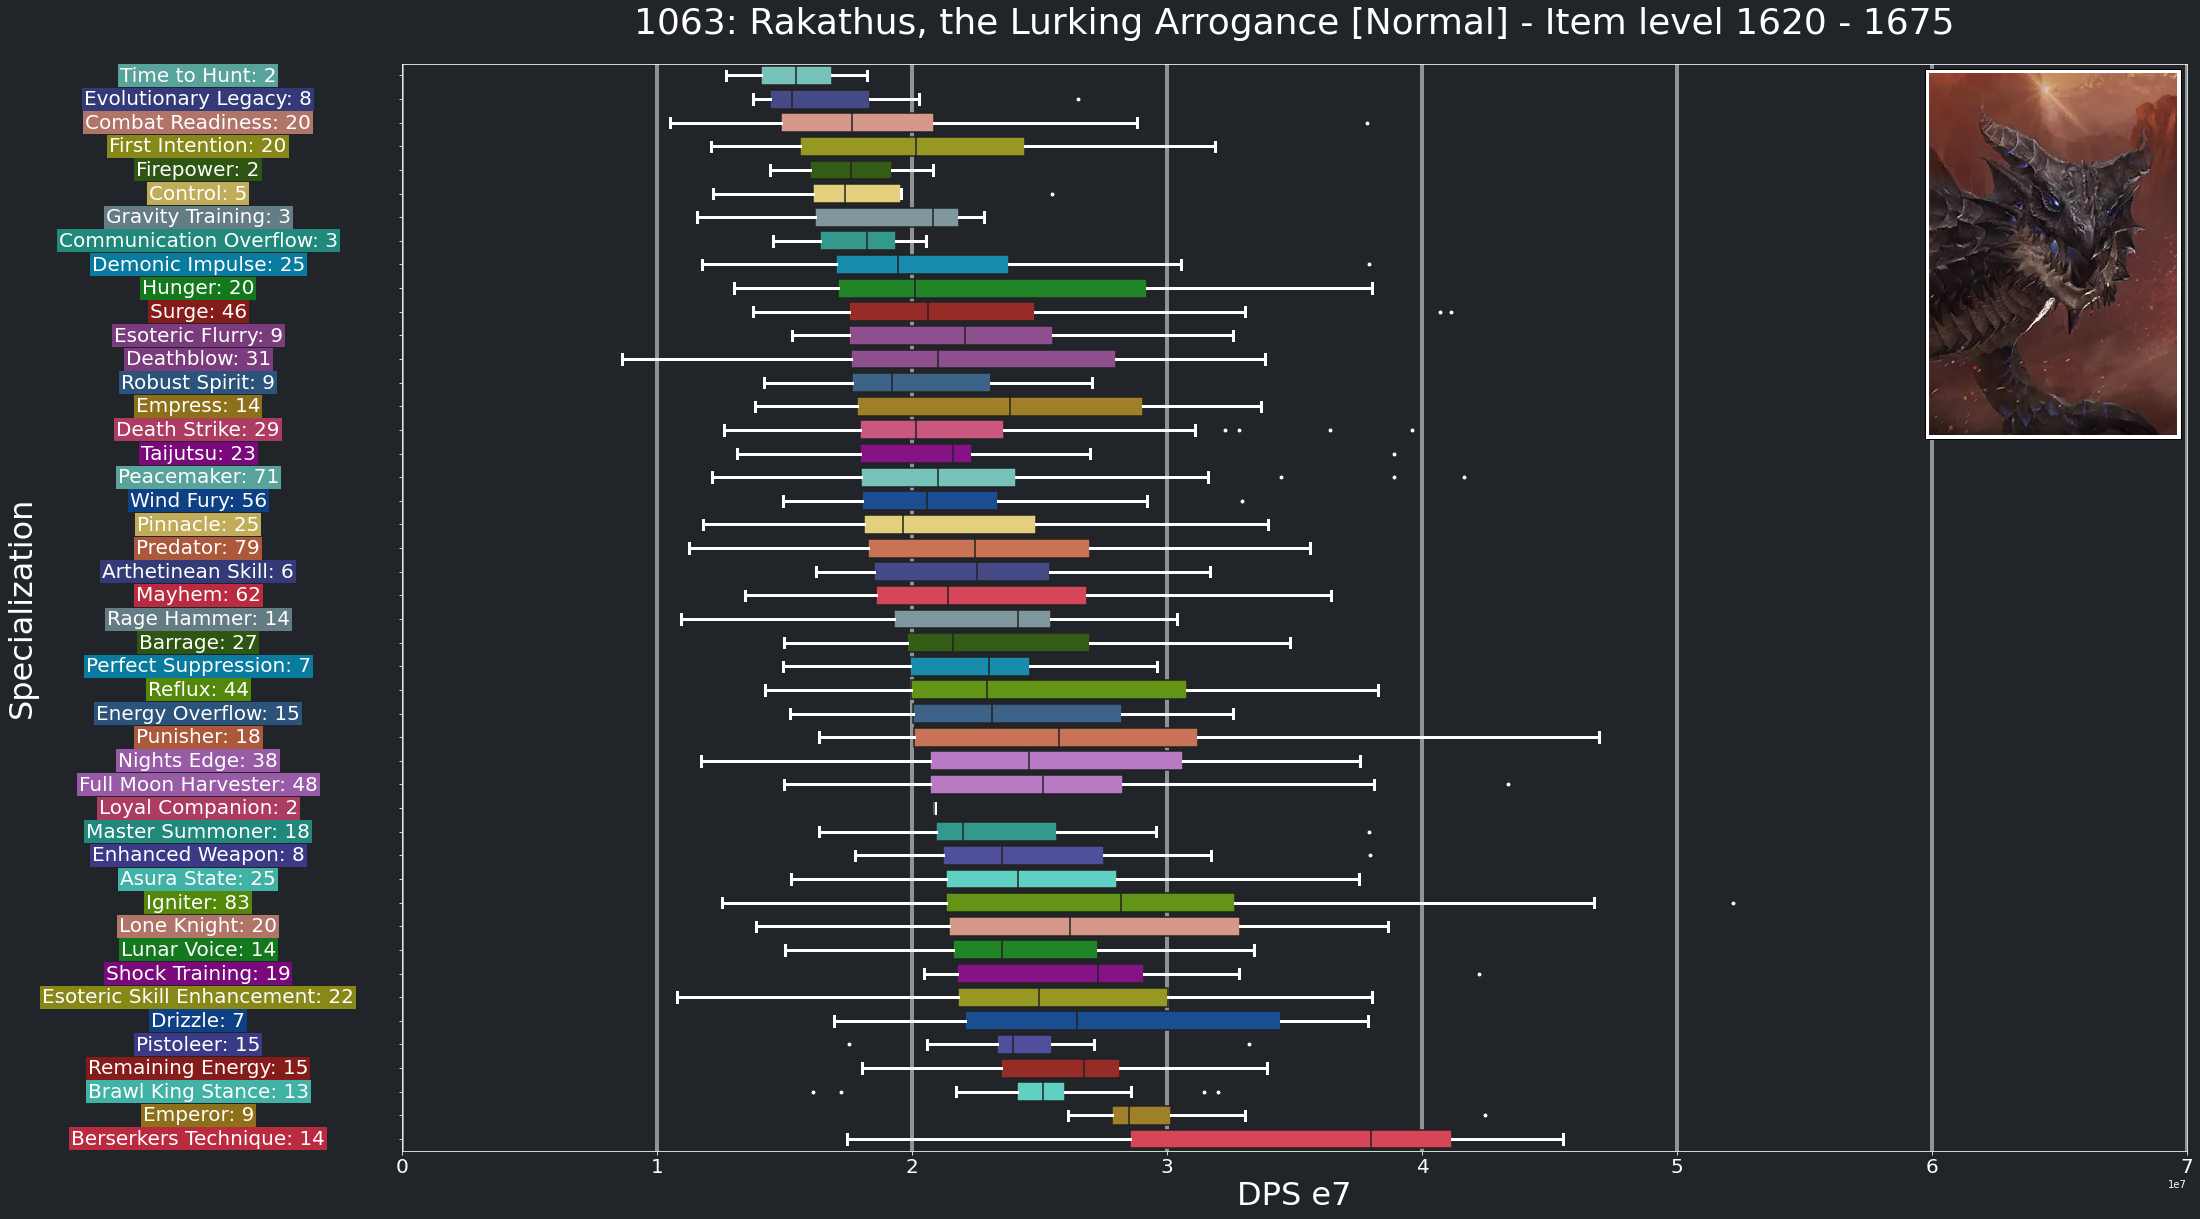 1063: Rakathus, the Lurking Arrogance [Normal] - Item level 1620 - 1675
Time to Hunt: 2
Evolutionary Legacy: 8
Combat Readiness: 20
First Intention: 20
Firepower: 2
Control: 5
Gravity Training: 3
Communication Overflow: 3
Demonic Impulse: 25
Hunger: 20
Surge: 46
Esoteric Flurry: 9
Deathblow: 31
Robust Spirit: 9
Empress: 14
Death Strike: 29
Taijutsu: 23
Peacemaker: 71
Wind Fury: 56
Pinnacle: 25
Predator: 79
Arthetinean Skill: 6
Mayhem: 62
Rage Hammer: 14
Barrage: 27
Perfect Suppression: 7
Reflux: 44
Energy Overflow: 15
Punisher: 18
Nights Edge: 38
Full Moon Harvester: 48
Loyal Companion: 2
Master Summoner: 18
Enhanced Weapon: 8
Asura State: 25
Igniter: 83
Lone Knight: 20
Lunar Voice: 14
Shock Training: 19
Esoteric Skill Enhancement: 22
Drizzle: 7
Pistoleer: 15
Remaining Energy: 15
Brawl King Stance: 13
Emperor: 9
Berserkers Technique: 14
Specialization
0 1 2 3 4 5 6 7
1e7
DPS e7